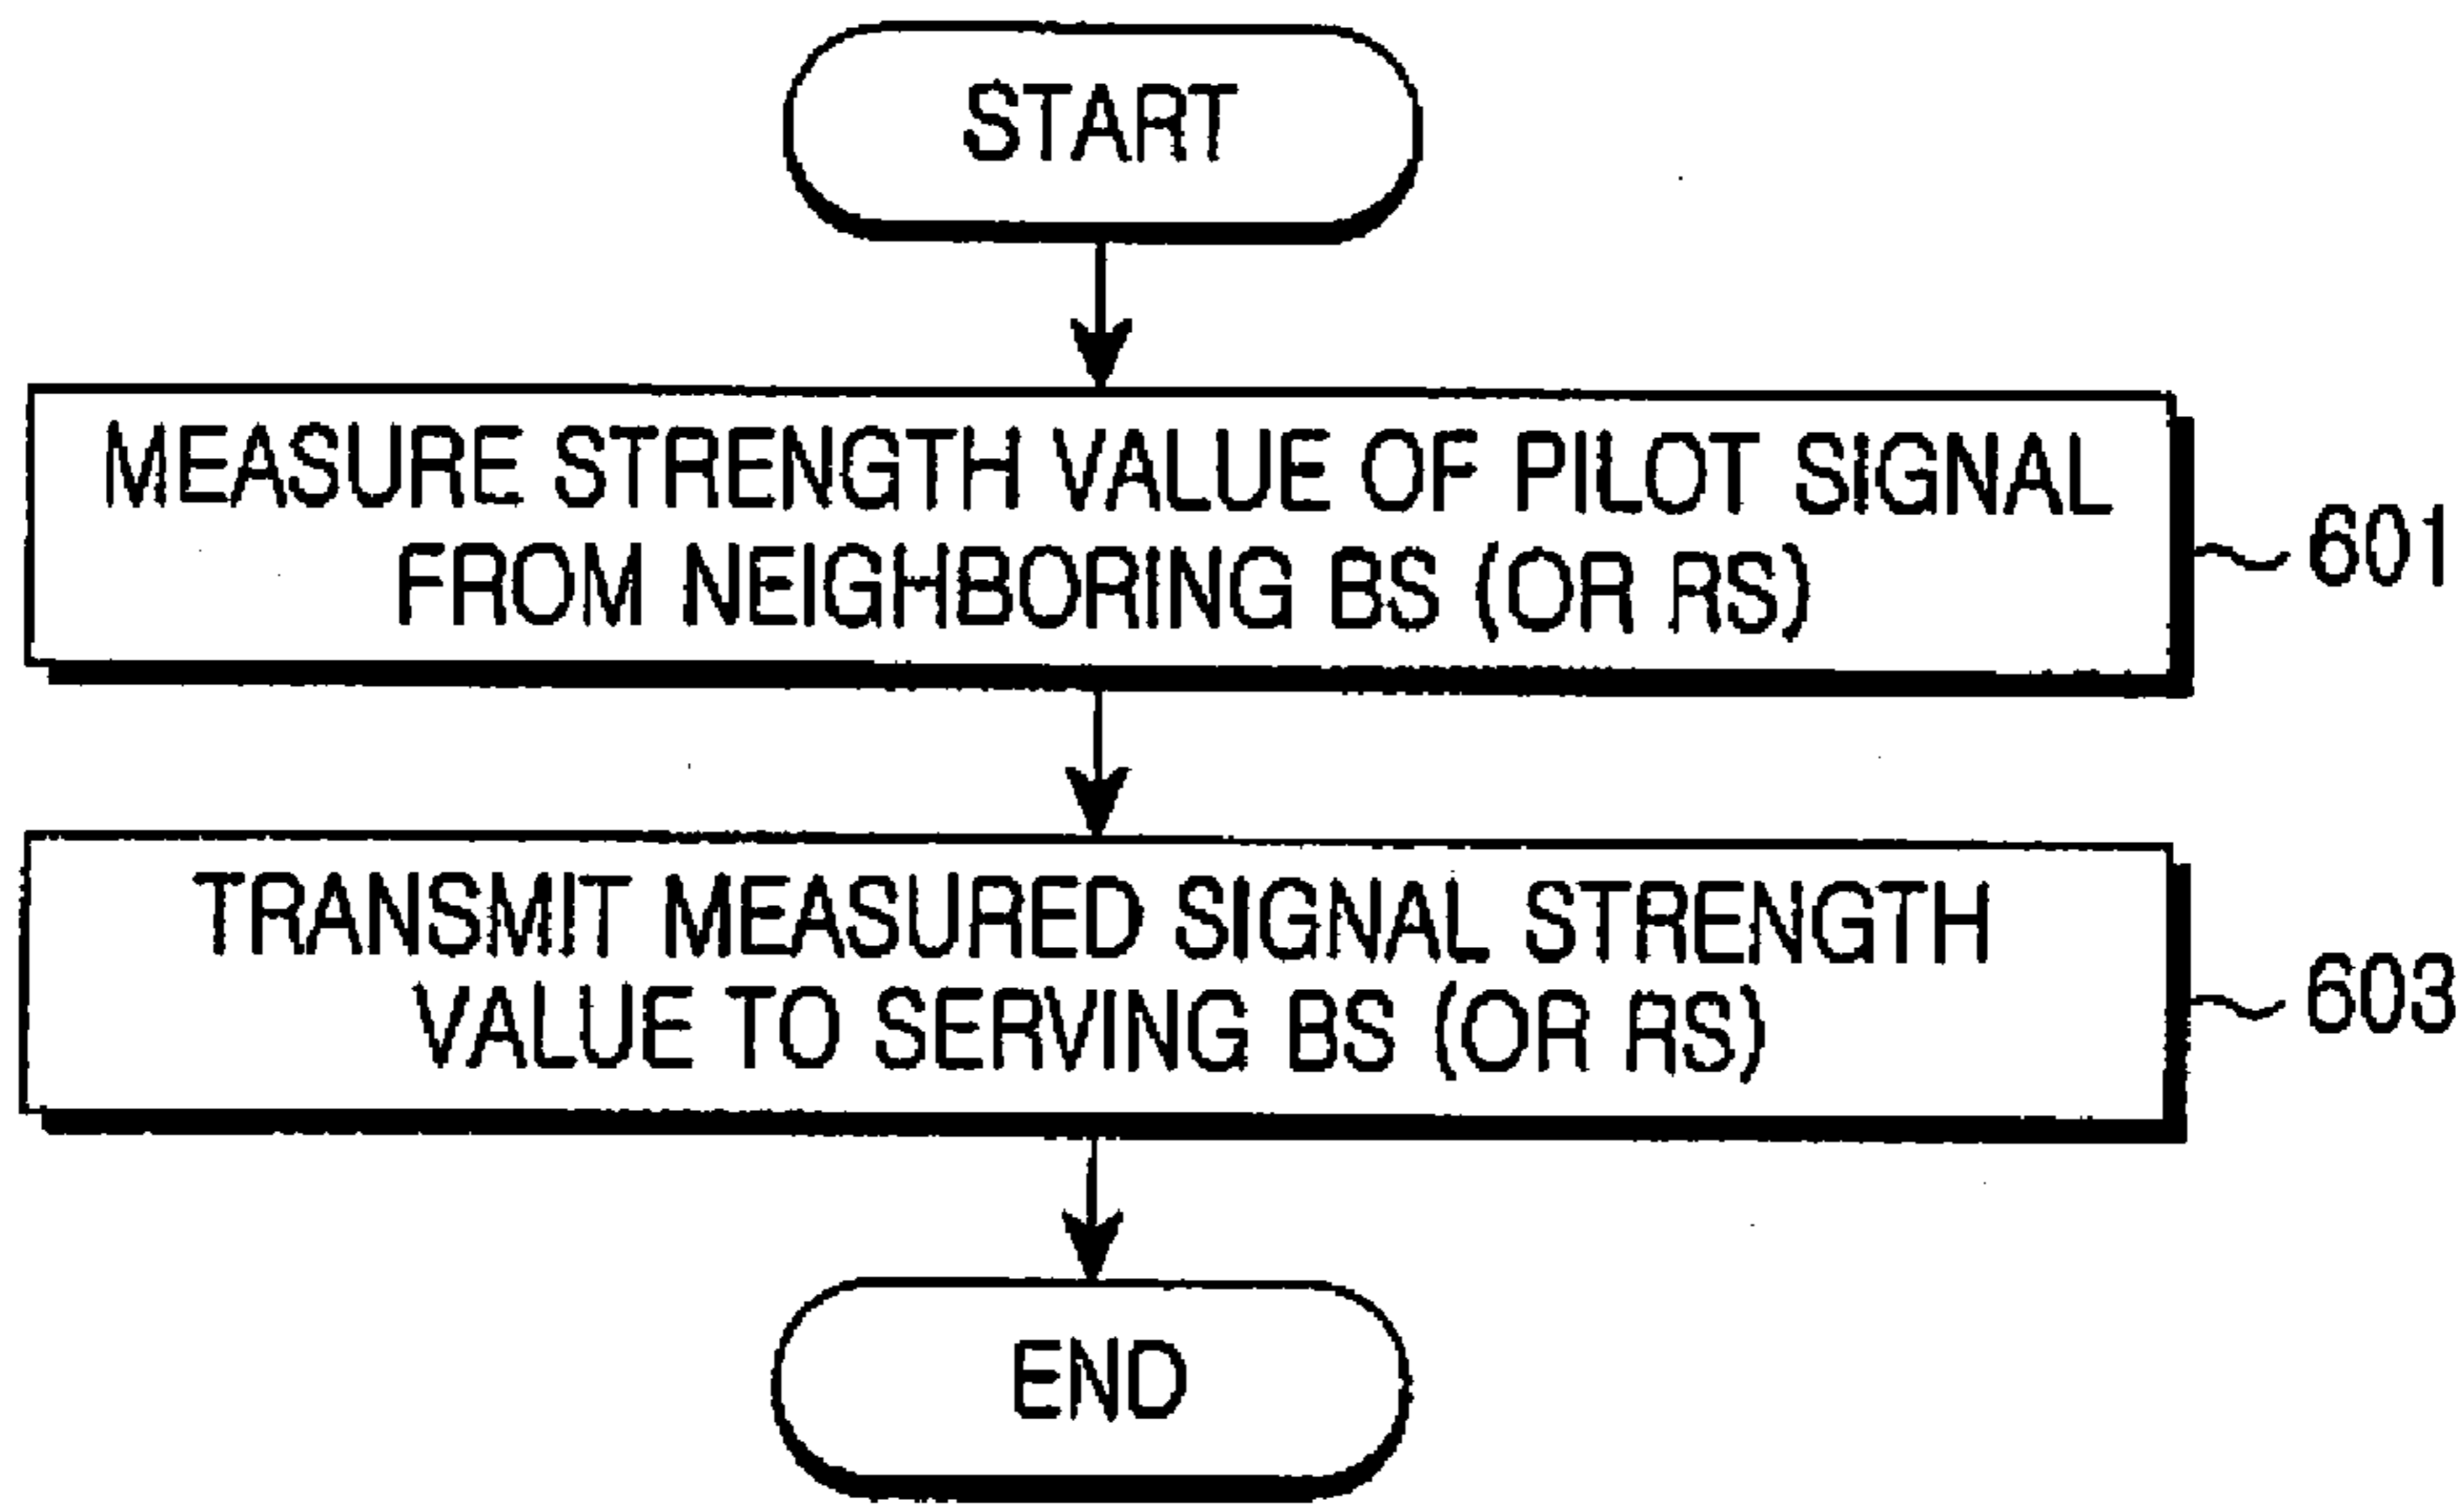 START
MEASURE STRENGTH VALUE OF PILOT SIGNAL
FROM NEIGHBORING BS (OR RS)
601
TRANSMIT MEASURED SIGNAL STRENGTH
VALUE TO SERVING BS (OR RS)
603
END